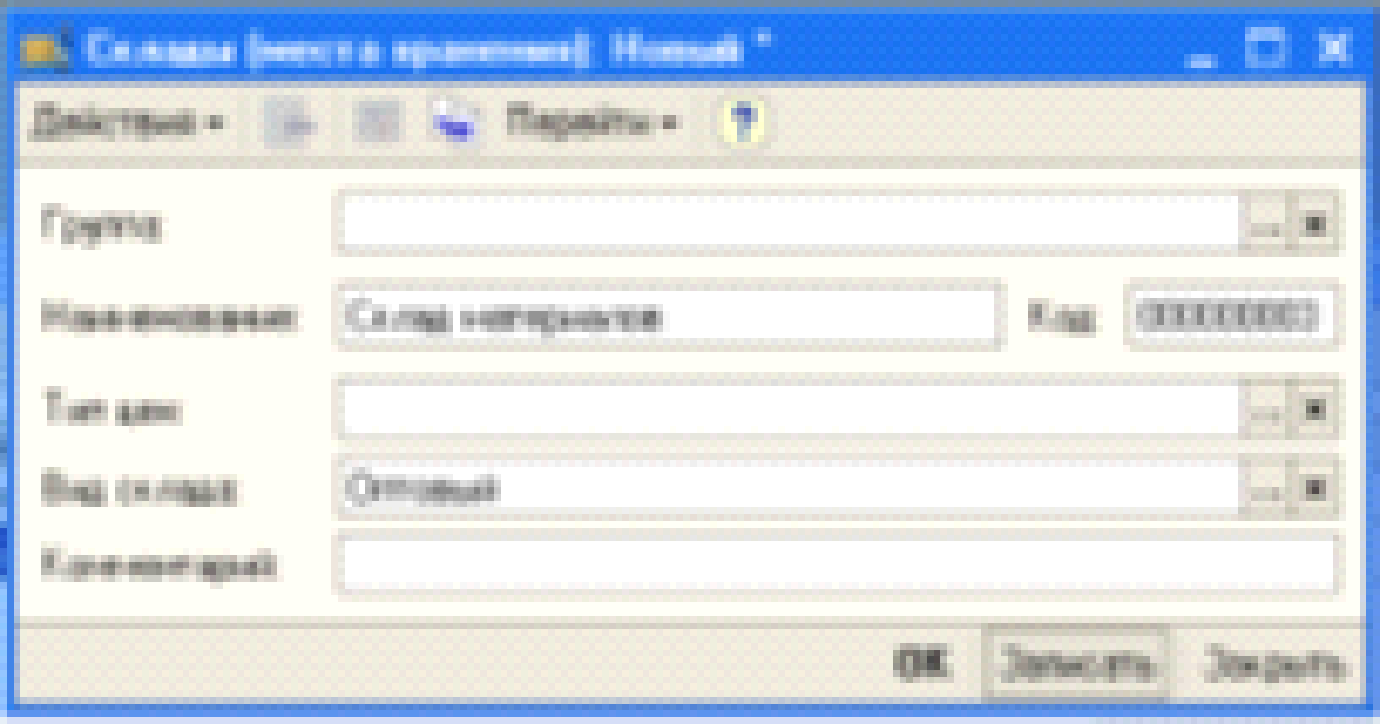 Склады (места хранения): Новый *
Действия Перейти ?
Группа: ...
Наименование: Склад материалов Код:
Тип цен: ...
Вид склада: Оптовый ...
Комментарий:
OK Записать Закрыть